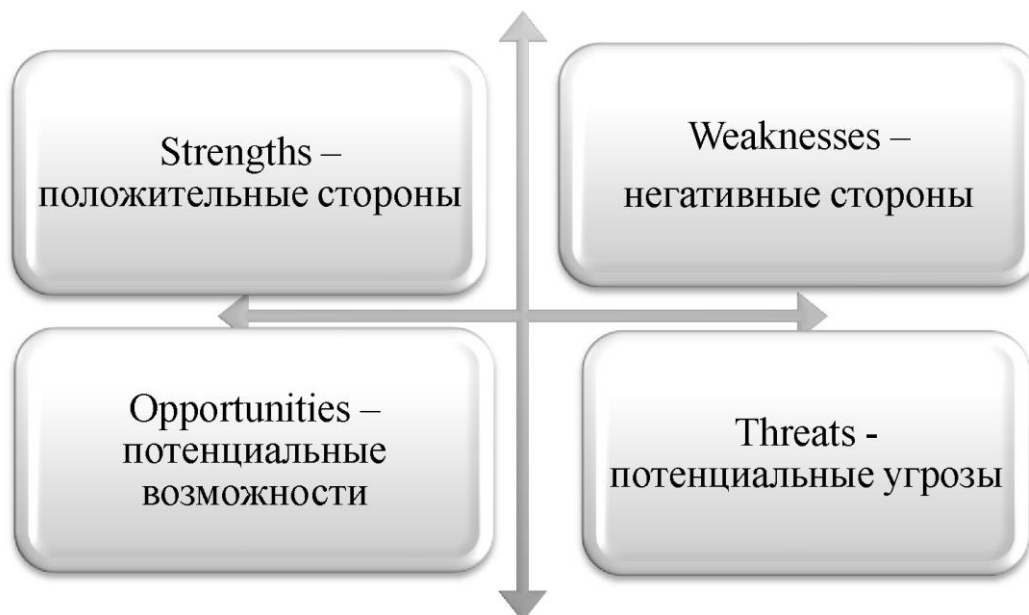 Strengths –
положительные стороны
Weaknesses –
негативные стороны
Opportunities –
потенциальные
возможности
Threats -
потенциальные угрозы